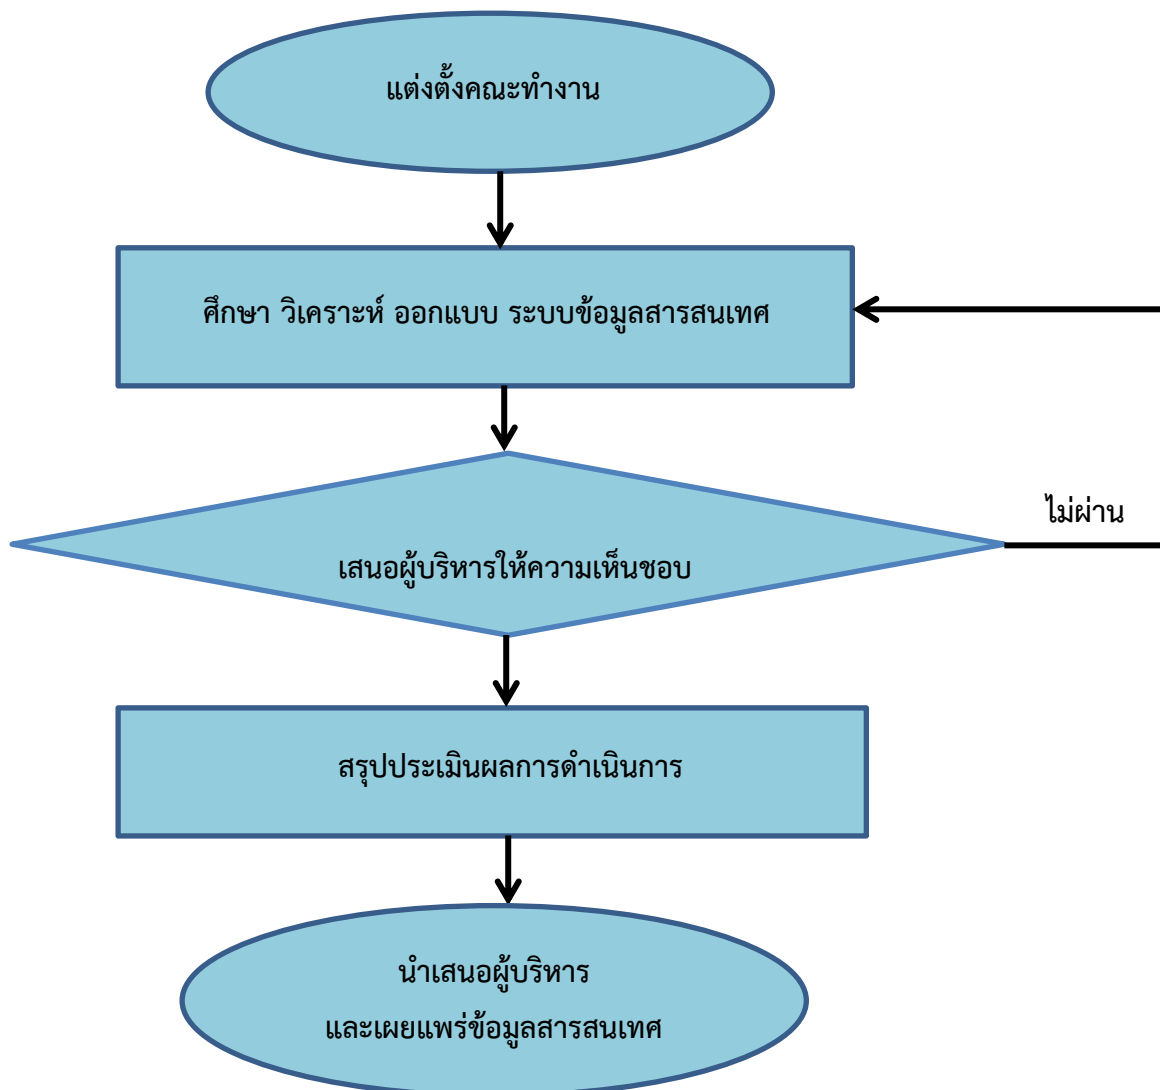 แต่งตั้งคณะทำงาน
ศึกษา วิเคราะห์ ออกแบบ ระบบข้อมูลสารสนเทศ
ไม่ผ่าน
เสนอผู้บริหารให้ความเห็นชอบ
สรุปประเมินผลการดำเนินการ
นำเสนอผู้บริหาร
และเผยแพร่ข้อมูลสารสนเทศ